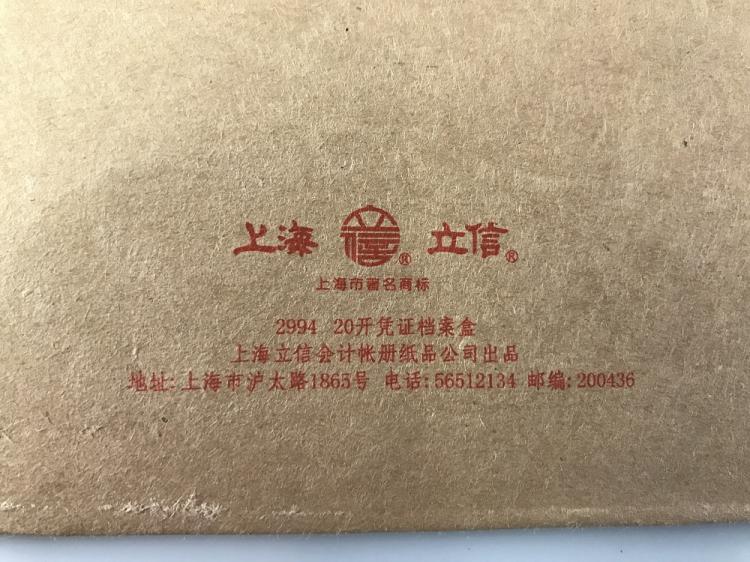 上海 立信® 立信®
上海市著名商标
2994 20开凭证档案盒
上海立信会计帐册纸品公司出品
地址: 上海市沪太路1865号 电话: 56512134 邮编: 200436